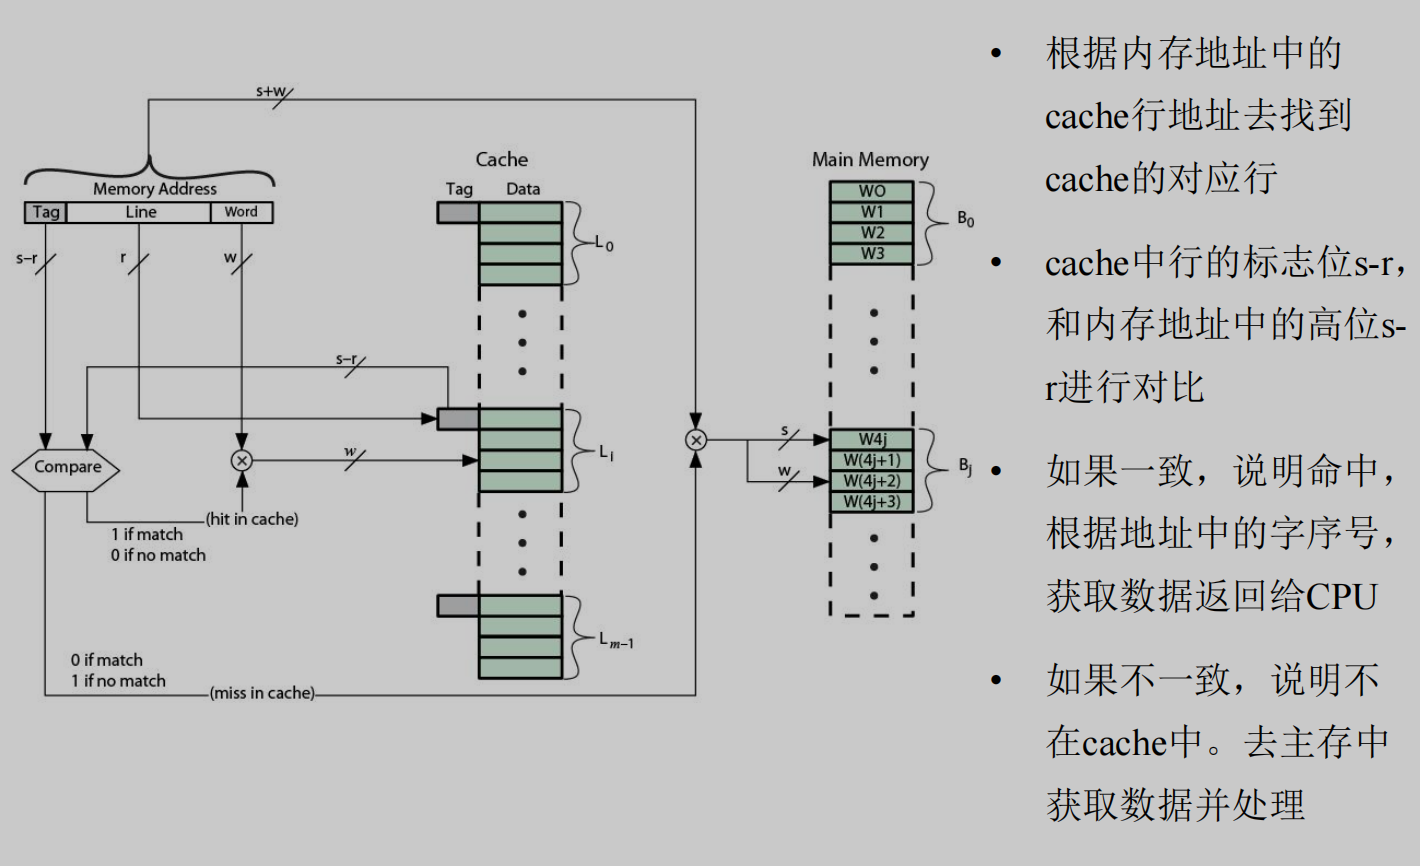 s+w
Memory Address
Tag
Line
Word
s–r
r
w
Cache
Tag
Data
L0
s–r
w
Li
Compare
(hit in cache)
1 if match
0 if no match
Lm–1
0 if match
1 if no match
(miss in cache)
Main Memory
W0
W1
W2
W3
B0
s
w
W4j
W(4j+1)
W(4j+2)
W(4j+3)
Bj
• 根据内存地址中的
cache行地址去找到
cache的对应行
• cache中行的标志位s-r，
和内存地址中的高位s-
r进行对比
• 如果一致，说明命中，
根据地址中的字序号，
获取数据返回给CPU
• 如果不一致，说明不
在cache中。去主存中
获取数据并处理